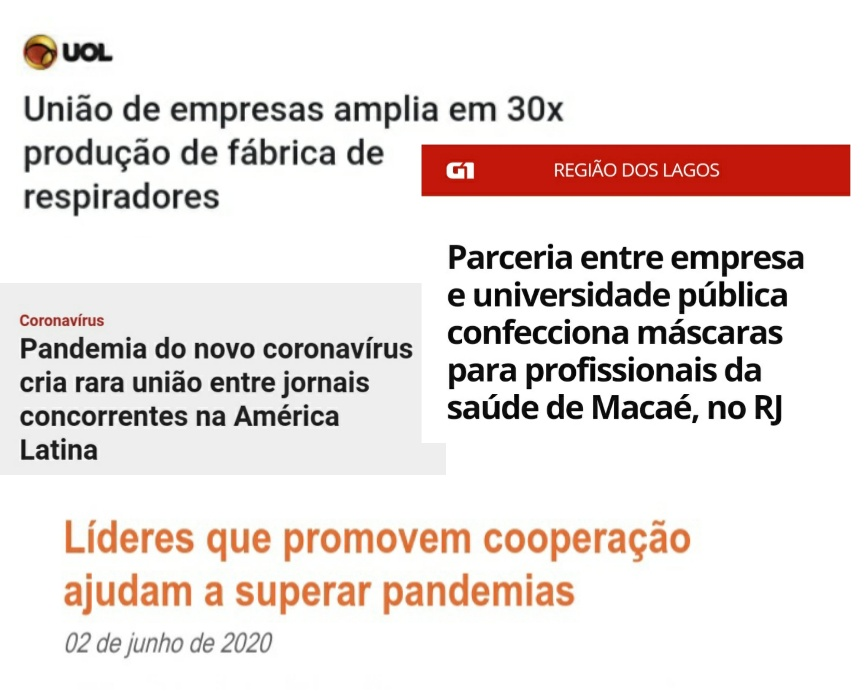 UOL
União de empresas amplia em 30x
produção de fábrica de
respiradores
G1
REGIÃO DOS LAGOS
Parceria entre empresa
e universidade pública
confecciona máscaras
para profissionais da
saúde de Macaé, no RJ
Coronavírus
Pandemia do novo coronavírus
cria rara união entre jornais
concorrentes na América
Latina
Líderes que promovem cooperação
ajudam a superar pandemias
02 de junho de 2020